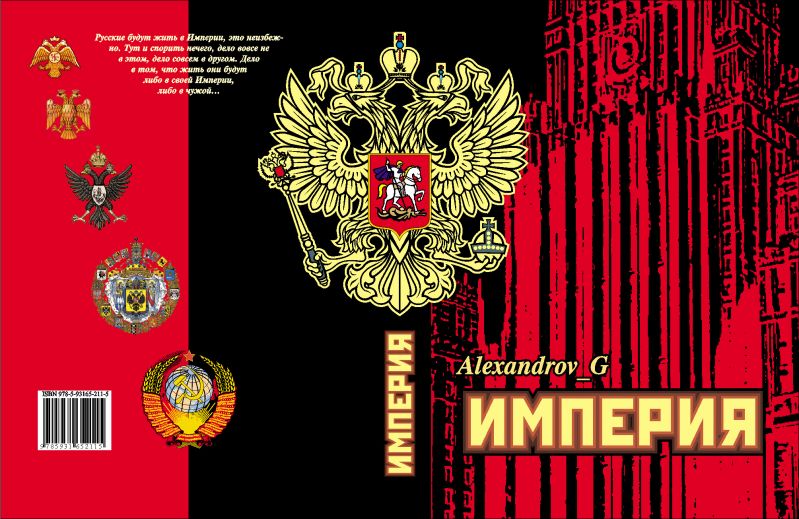 Русские будут жить в Империи, это неизбеж-
но. Тут и спорить нечего, дело вовсе не
в этом, дело совсем в другом. Дело
в том, что жить они будут
либо в своей Империи,
либо в чужой…
ISBN 978-5-93165-211-5
9785931652115
ИМПЕРИЯ
Alexandrov_G
ИМПЕРИЯ